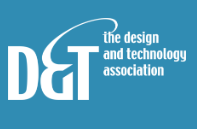 D&T
the design
and technology
association